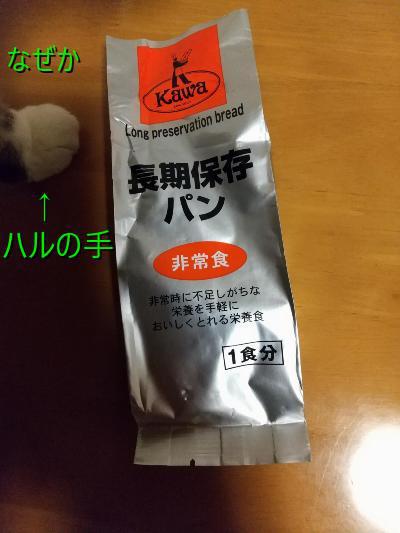 なぜか
↑
ハルの手
Kawa
Long preservation bread
長期保存
パン
非常食
非常時に不足しがちな
栄養を手軽に
おいしくとれる栄養食
1食分